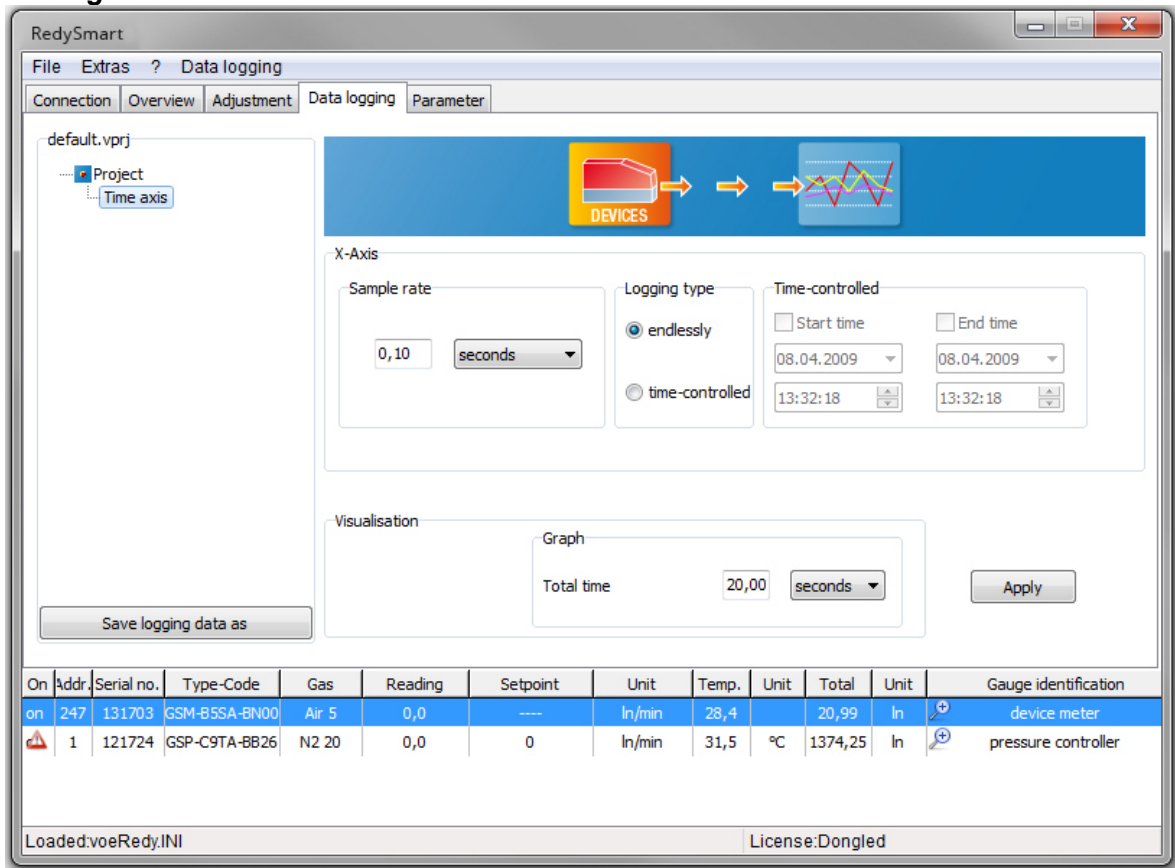 RedySmart
File Extras ? Data logging
Connection Overview Adjustment Data logging Parameter
default.vprj
Project
Time axis
DEVICES
X-Axis
Sample rate Logging type Time-controlled
endlessly Start time End time
0,10 seconds 08.04.2009 08.04.2009
time-controlled 13:32:18 13:32:18
Visualisation
Graph
Total time 20,00 seconds Apply
Save logging data as
On Addr. Serial no. Type-Code Gas Reading Setpoint Unit Temp. Unit Total Unit Gauge identification
on 247 131703 GSM-B5SA-BN00 Air 5 0,0 ---- ln/min 28,4 20,99 ln device meter
1 121724 GSP-C9TA-BB26 N2 20 0,0 0 ln/min 31,5 ºC 1374,25 ln pressure controller
Loaded:voeRedy.INI License:Dongled